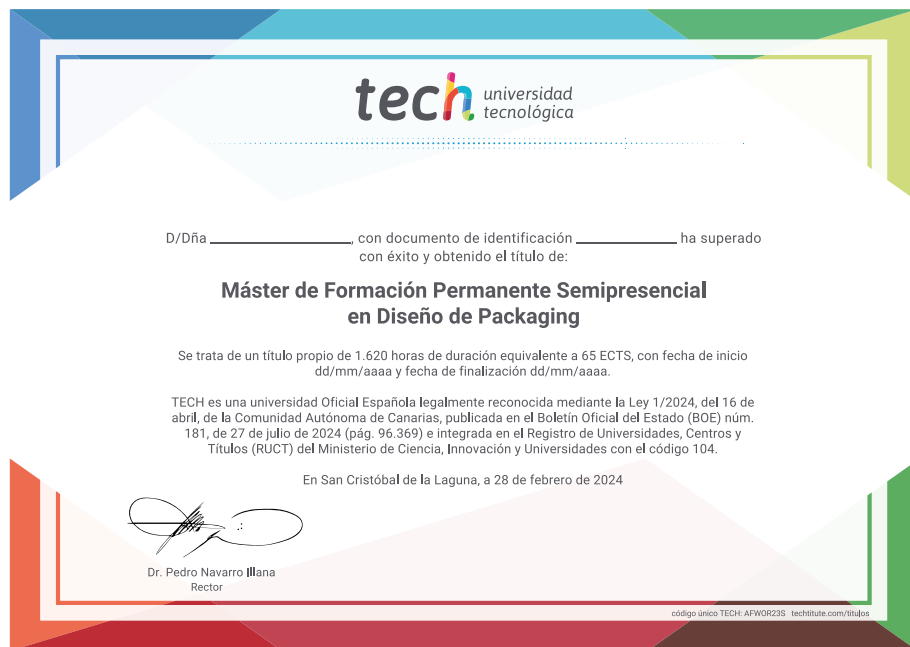 tech universidad
tecnológica
D/Dña ____________, con documento de identificación ____________ ha superado
con éxito y obtenido el título de:
Máster de Formación Permanente Semipresencial
en Diseño de Packaging
Se trata de un título propio de 1.620 horas de duración equivalente a 65 ECTS, con fecha de inicio
dd/mm/aaaa y fecha de finalización dd/mm/aaaa.
TECH es una universidad Oficial Española legalmente reconocida mediante la Ley 1/2024, del 16 de
abril, de la Comunidad Autónoma de Canarias, publicada en el Boletín Oficial del Estado (BOE) núm.
181, de 27 de julio de 2024 (pág. 96.369) e integrada en el Registro de Universidades, Centros y
Títulos (RUCT) del Ministerio de Ciencia, Innovación y Universidades con el código 104.
En San Cristóbal de la Laguna, a 28 de febrero de 2024
Dr. Pedro Navarro Illana
Rector
código único TECH: AFWOR23S techtitute.com/titulos